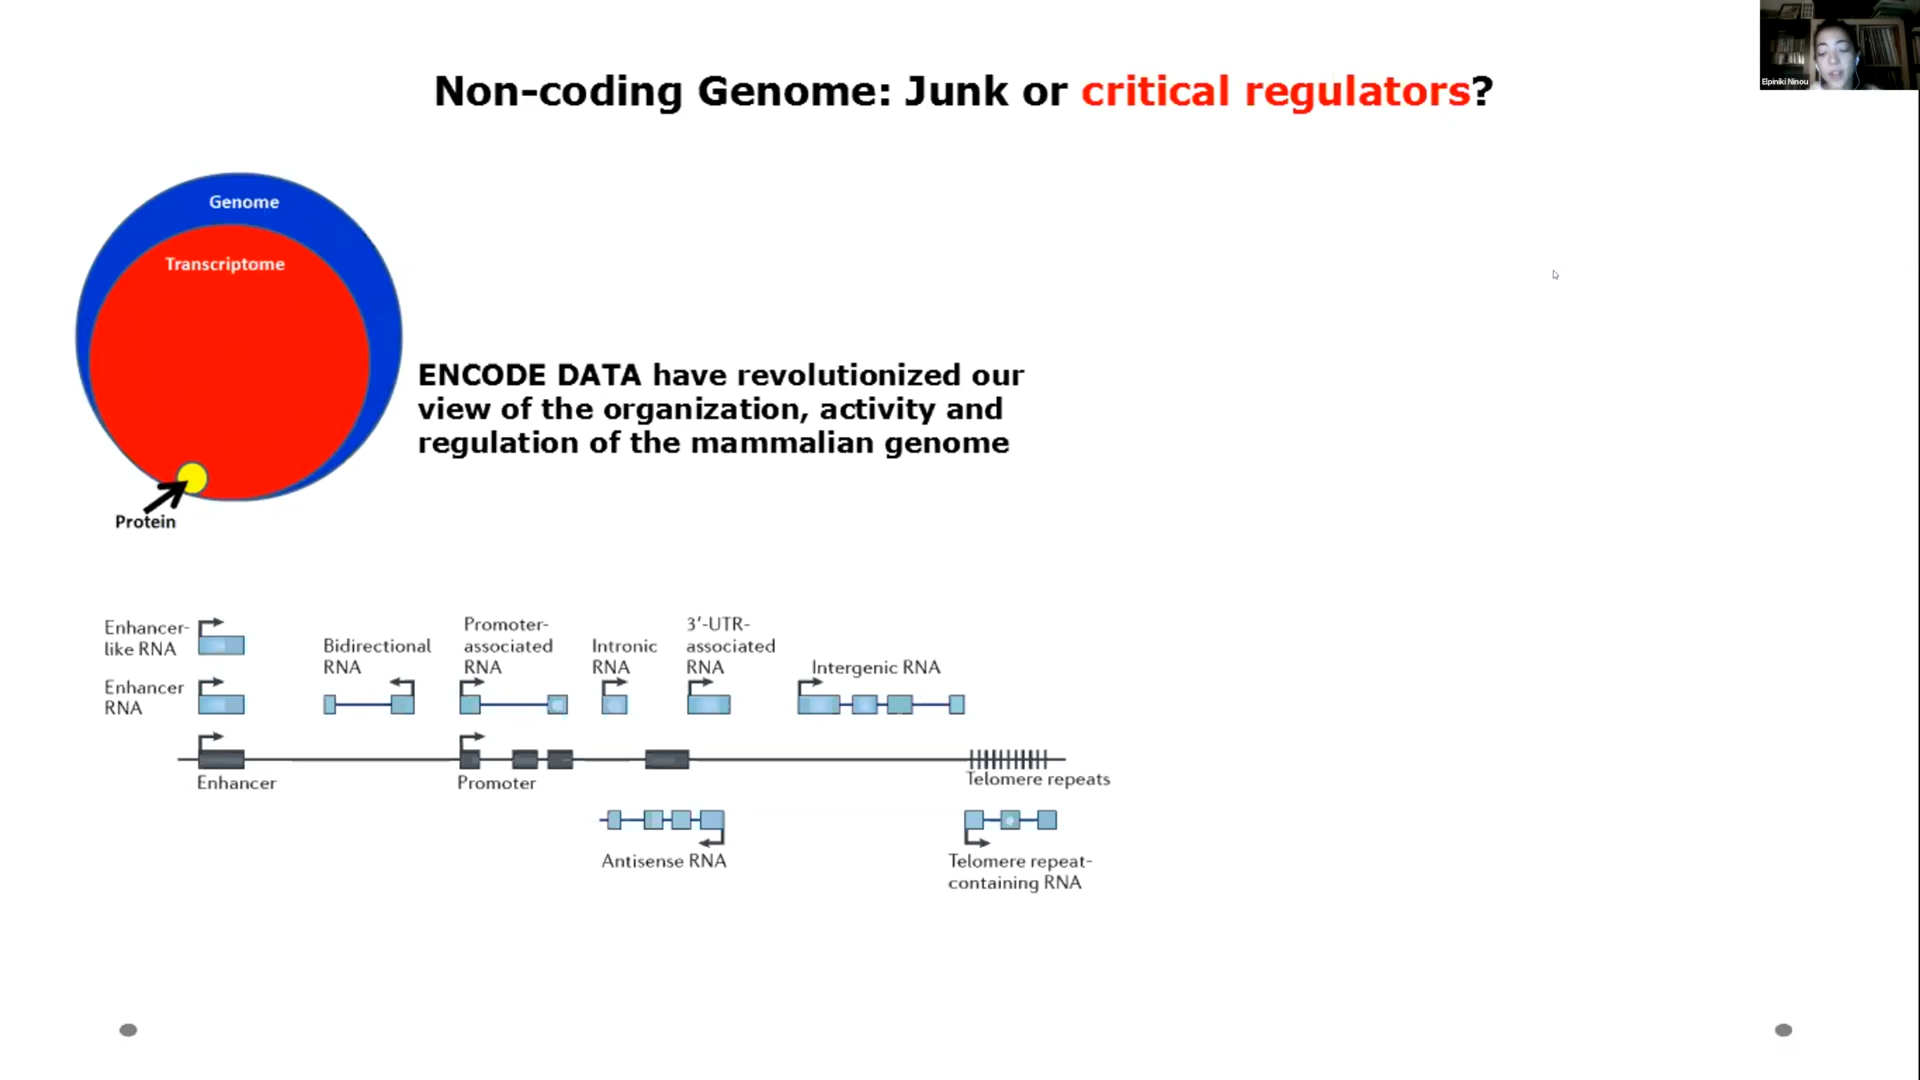 Elpiniki Ninou
Non-coding Genome: Junk or critical regulators?
Genome
Transcriptome
ENCODE DATA have revolutionized our
view of the organization, activity and
regulation of the mammalian genome
Protein
Enhancer-
like RNA
Enhancer
RNA
Bidirectional
RNA
Promoter-
associated
RNA
Intronic
RNA
3′-UTR-
associated
RNA
Intergenic RNA
Enhancer
Promoter
Telomere repeats
Antisense RNA
Telomere repeat-
containing RNA